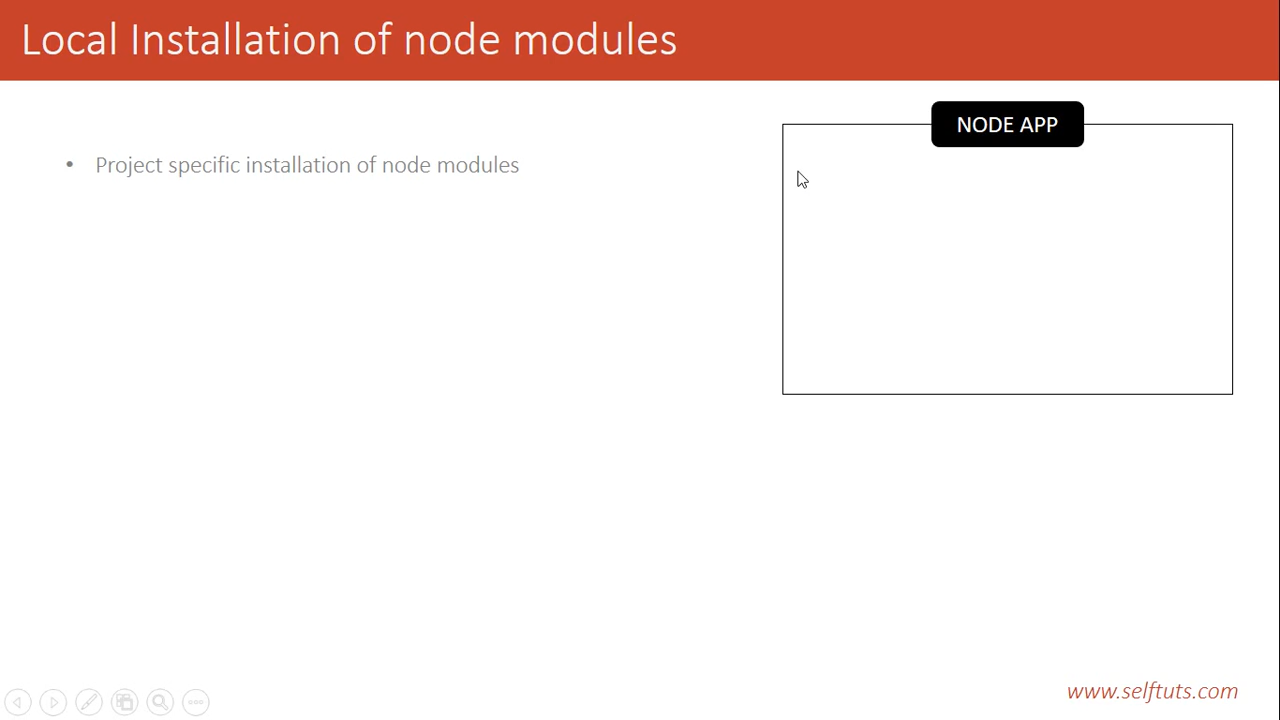 Local Installation of node modules
NODE APP
• Project specific installation of node modules
www.selftuts.com